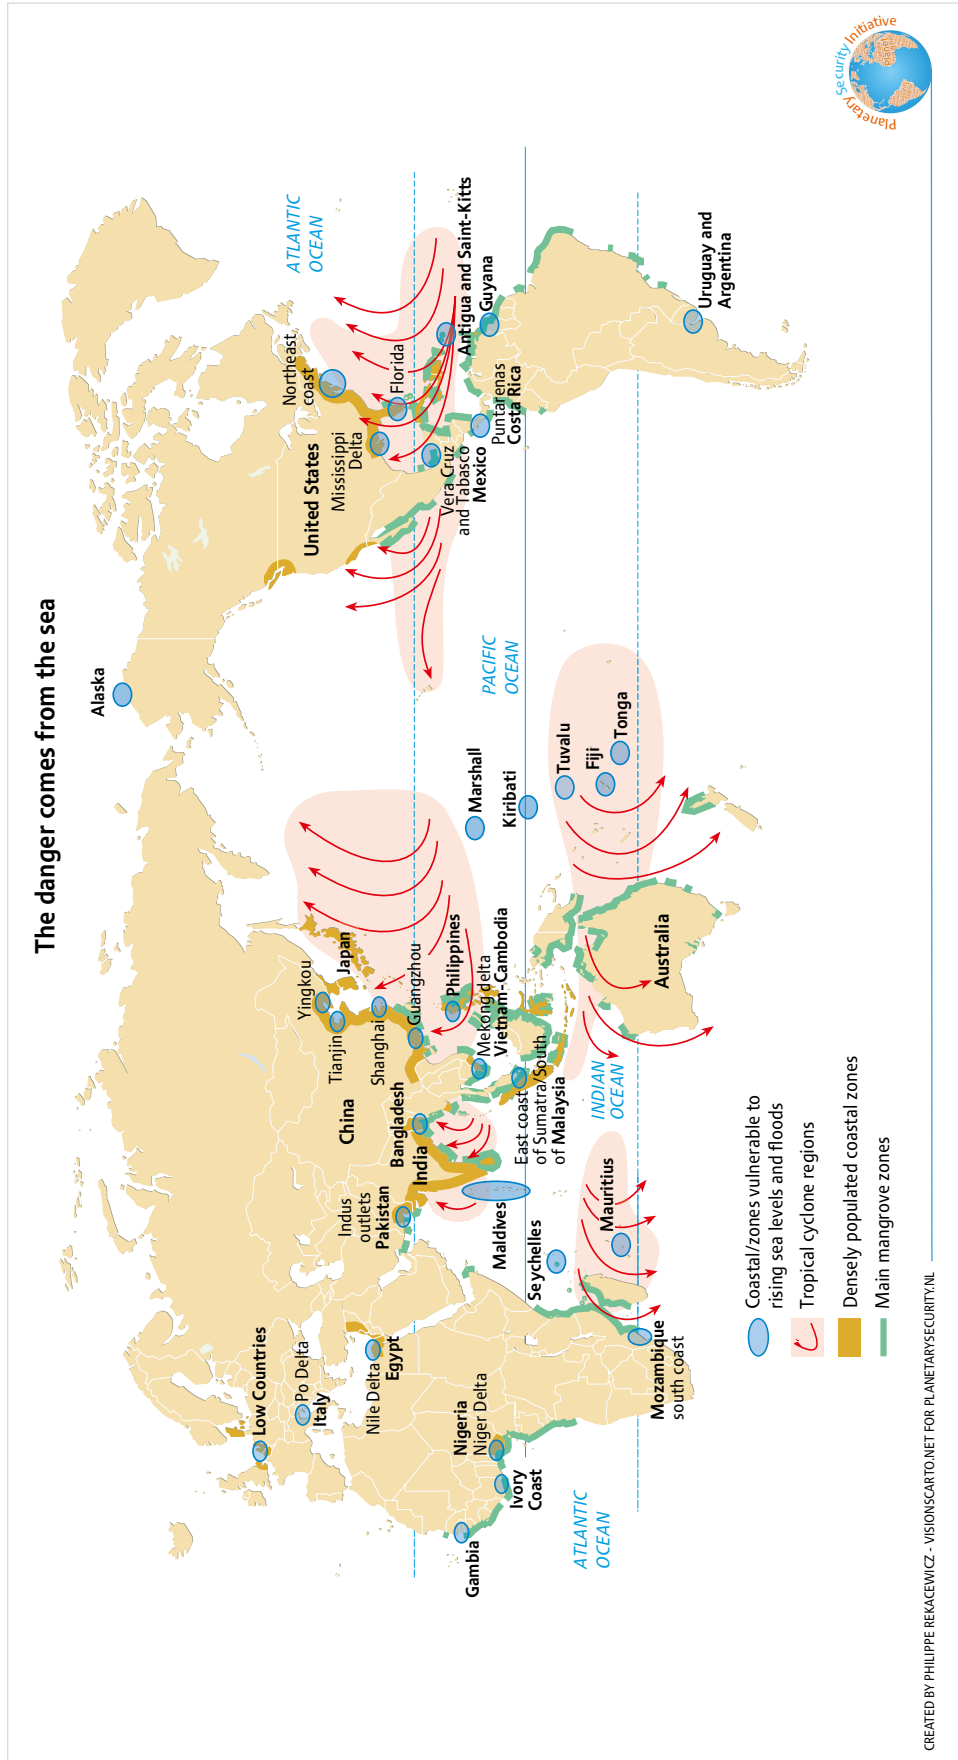 The danger comes from the sea
Alaska
ATLANTIC
OCEAN
Northeast
coast
United States
Mississippi
Delta
Florida
Antigua and Saint-Kitts
Guyana
Vera Cruz
and Tabasco
Mexico
Puntarenas
Costa Rica
Uruguay and
Argentina
PACIFIC
OCEAN
Marshall
Kiribati
Tuvalu
Fiji
Tonga
Yingkou
Japan
Tianjin
Shanghai
Guangzhou
China
Philippines
Mekong delta
Vietnam-Cambodia
Bangladesh
India
East coast
of Sumatra/South
of Malaysia
Australia
INDIAN
OCEAN
Indus
outlets
Pakistan
Maldives
Seychelles
Mauritius
Low Countries
Po Delta
Italy
Nile Delta
Egypt
Nigeria
Niger Delta
Ivory
Coast
Gambia
Mozambique
south coast
ATLANTIC
OCEAN
Coastal/zones vulnerable to
rising sea levels and floods
Tropical cyclone regions
Densely populated coastal zones
Main mangrove zones
CREATED BY PHILIPPE REKACEWICZ - VISIONSCARTO.NET FOR PLANETARYSECURITY.NL
Planetary Security Initiative